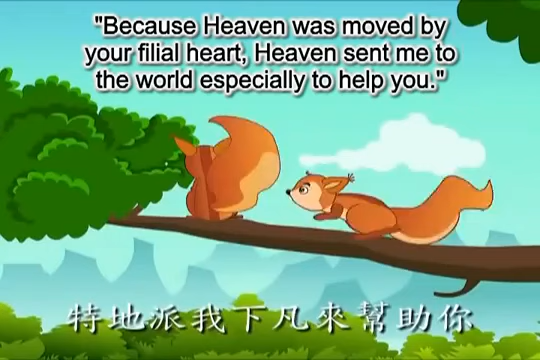 "Because Heaven was moved by
your filial heart, Heaven sent me to
the world especially to help you."
特地派我下凡來幫助你